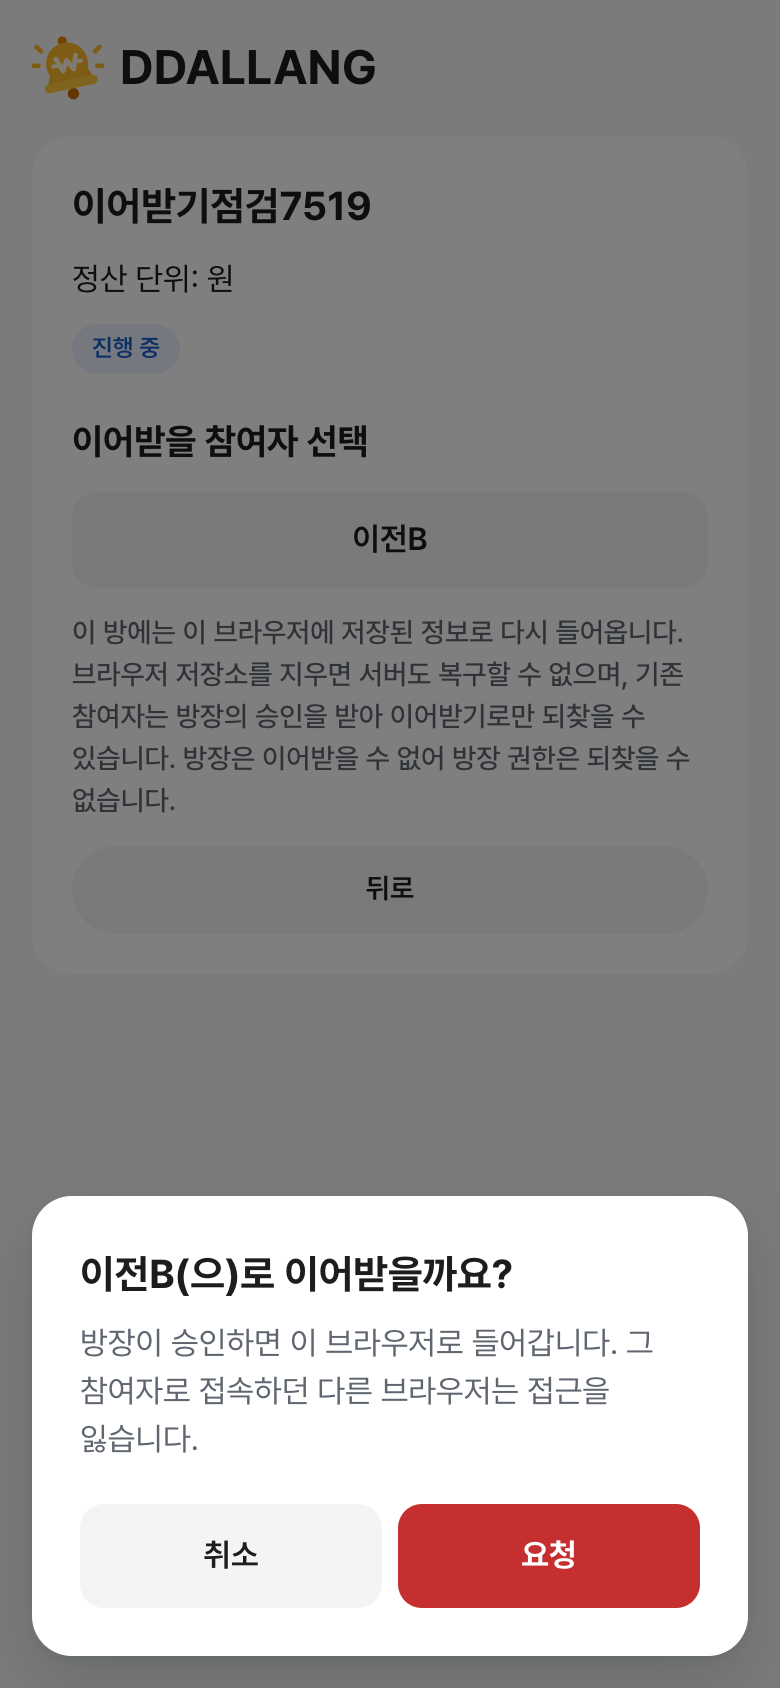 DDALLANG
이어받기점검7519
정산 단위: 원
진행 중
이어받을 참여자 선택
이전B
이 방에는 이 브라우저에 저장된 정보로 다시 들어옵니다.
브라우저 저장소를 지우면 서버도 복구할 수 없으며, 기존
참여자는 방장의 승인을 받아 이어받기로만 되찾을 수
있습니다. 방장은 이어받을 수 없어 방장 권한은 되찾을 수
없습니다.
뒤로
이전B(으)로 이어받을까요?
방장이 승인하면 이 브라우저로 들어갑니다. 그
참여자로 접속하던 다른 브라우저는 접근을
잃습니다.
취소
요청